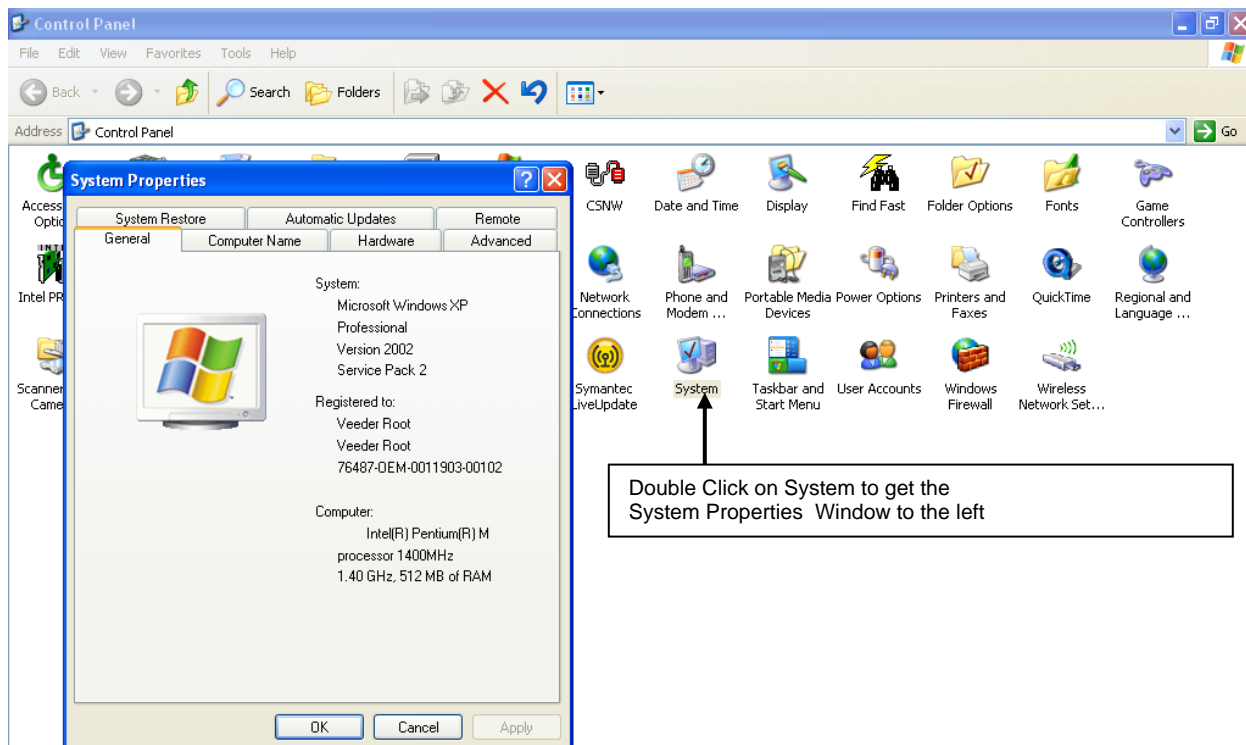 Control Panel
File Edit View Favorites Tools Help
Back Search Folders
Address Control Panel Go
System Properties
System Restore Automatic Updates Remote
General Computer Name Hardware Advanced
System:
Microsoft Windows XP
Professional
Version 2002
Service Pack 2
Registered to:
Veeder Root
Veeder Root
76487-OEM-0011903-00102
Computer:
Intel(R) Pentium(R) M
processor 1400MHz
1.40 GHz, 512 MB of RAM
OK Cancel Apply
Access
Optio
Intel PR
Scanner
Came
CSNW
Date and Time
Display
Find Fast
Folder Options
Fonts
Game
Controllers
Network
Connections
Phone and
Modem ...
Portable Media
Devices
Power Options
Printers and
Faxes
QuickTime
Regional and
Language ...
Symantec
LiveUpdate
System
Taskbar and
Start Menu
User Accounts
Windows
Firewall
Wireless
Network Set...
Double Click on System to get the
System Properties Window to the left